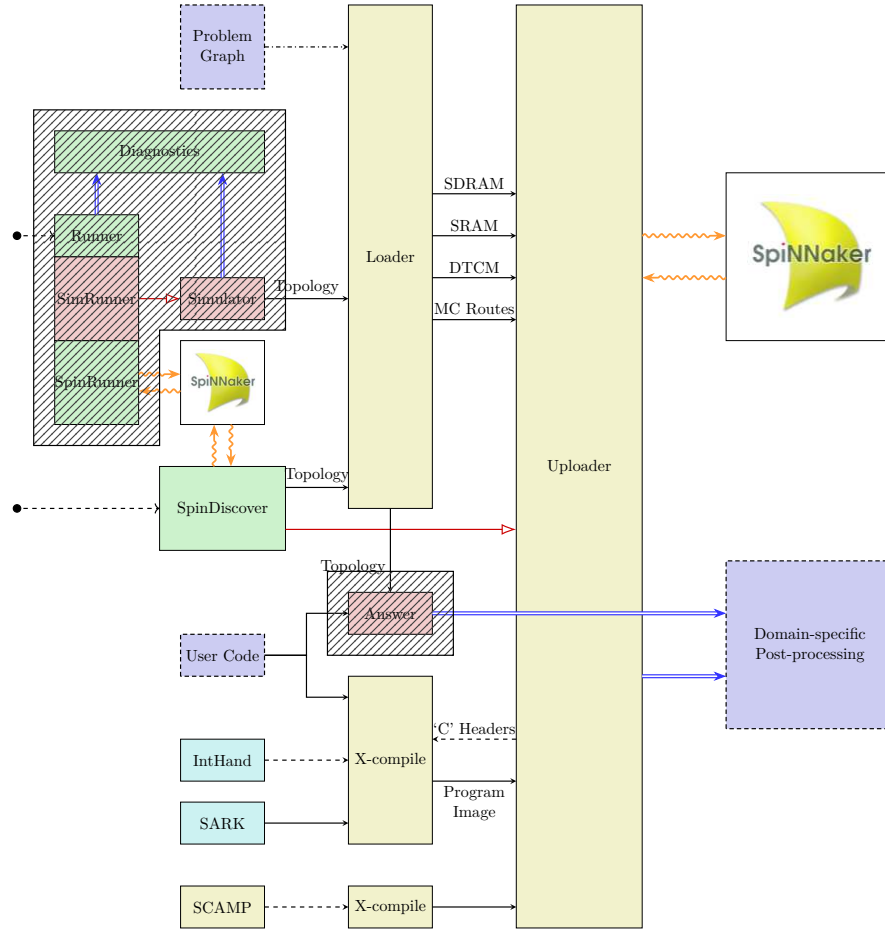 Problem
Graph
Diagnostics
SDRAM
Runner
SRAM
Loader
SpiNNaker
DTCM
SimRunner
Simulator
Topology
MC Routes
SpinRunner
SpiNNaker
Topology
Uploader
SpinDiscover
Topology
Answer
Domain-specific
Post-processing
User Code
'C' Headers
IntHand
X-compile
Program
Image
SARK
SCAMP
X-compile